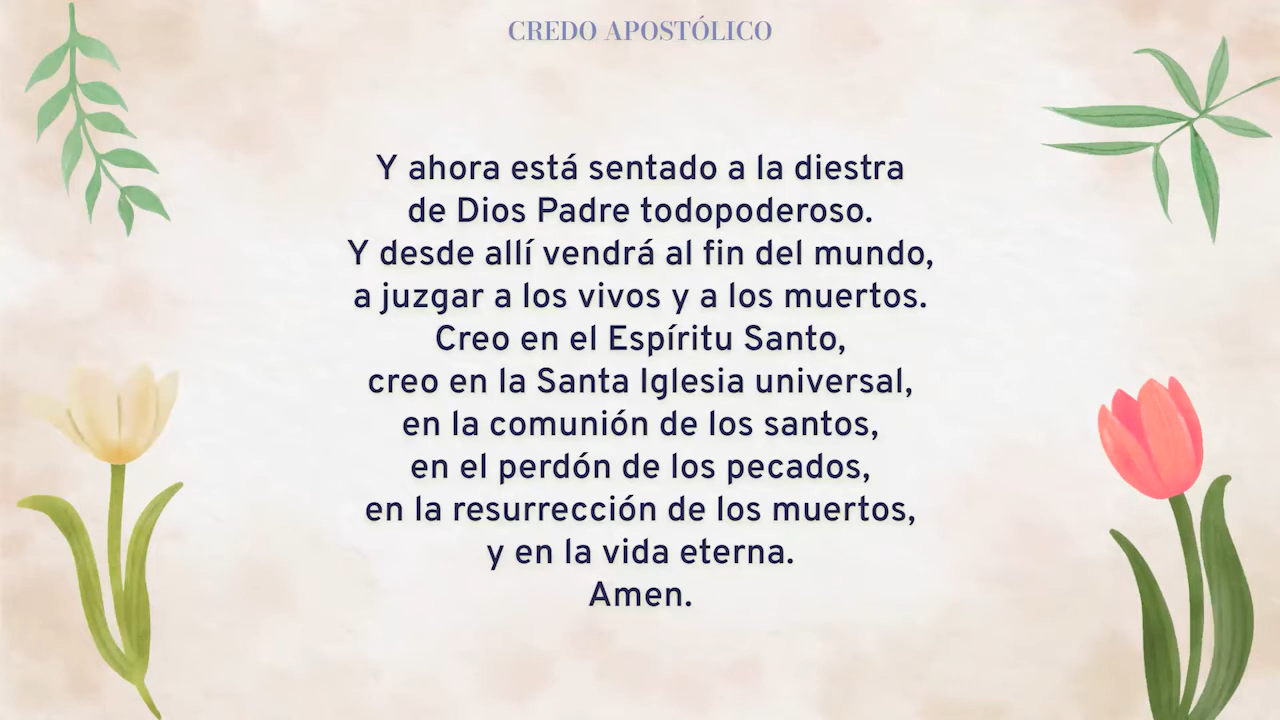 CREDO APOSTÓLICO
Y ahora está sentado a la diestra
de Dios Padre todopoderoso.
Y desde allí vendrá al fin del mundo,
a juzgar a los vivos y a los muertos.
Creo en el Espíritu Santo,
creo en la Santa Iglesia universal,
en la comunión de los santos,
en el perdón de los pecados,
en la resurrección de los muertos,
y en la vida eterna.
Amen.